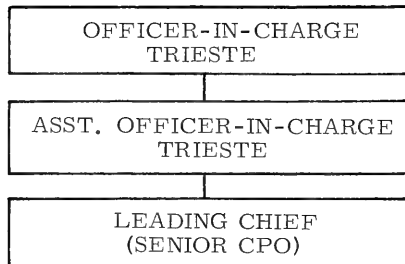 OFFICER-IN-CHARGE
TRIESTE
ASST. OFFICER-IN-CHARGE
TRIESTE
LEADING CHIEF
(SENIOR CPO)